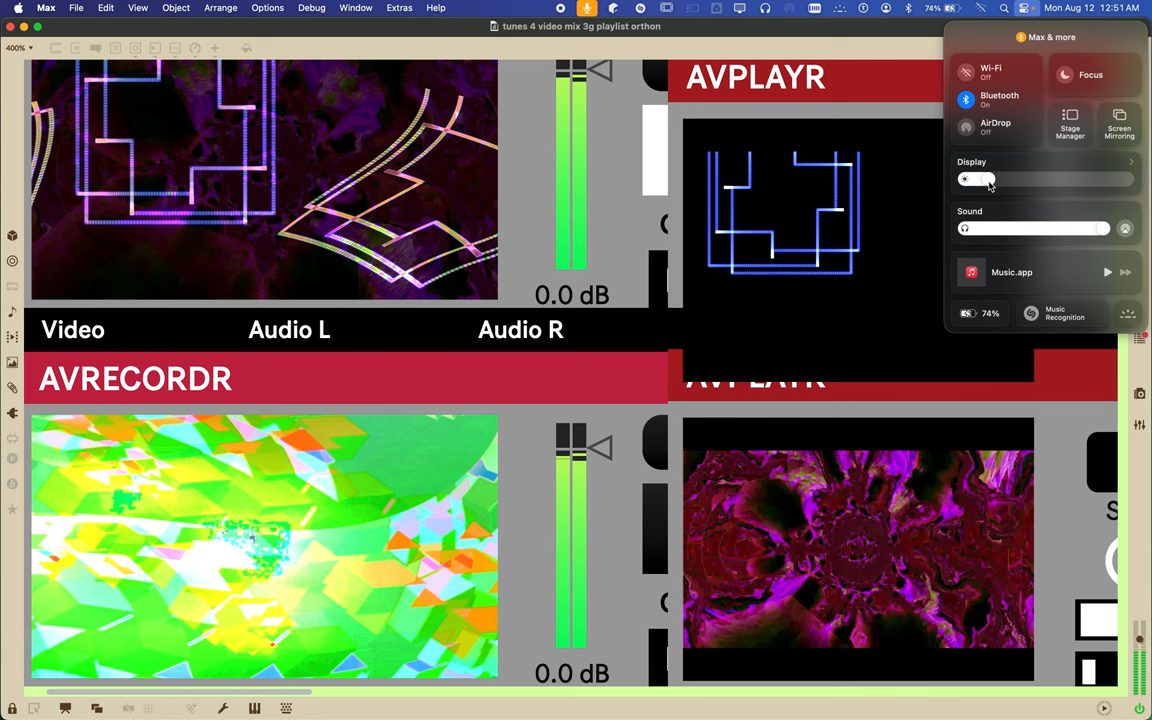 Max File Edit View Object Arrange Options Debug Window Extras Help
74% Mon Aug 12 12:51 AM
tunes 4 video mix 3g playlist orthon
400%
Max & more
Wi-Fi
Off
Bluetooth
On
AirDrop
Off
Focus
Stage
Manager
Screen
Mirroring
Display
Sound
Music.app
74%
Music
Recognition
AVPLAYR
0.0 dB
Video Audio L Audio R
AVRECORDR
AVPLAYR
0.0 dB